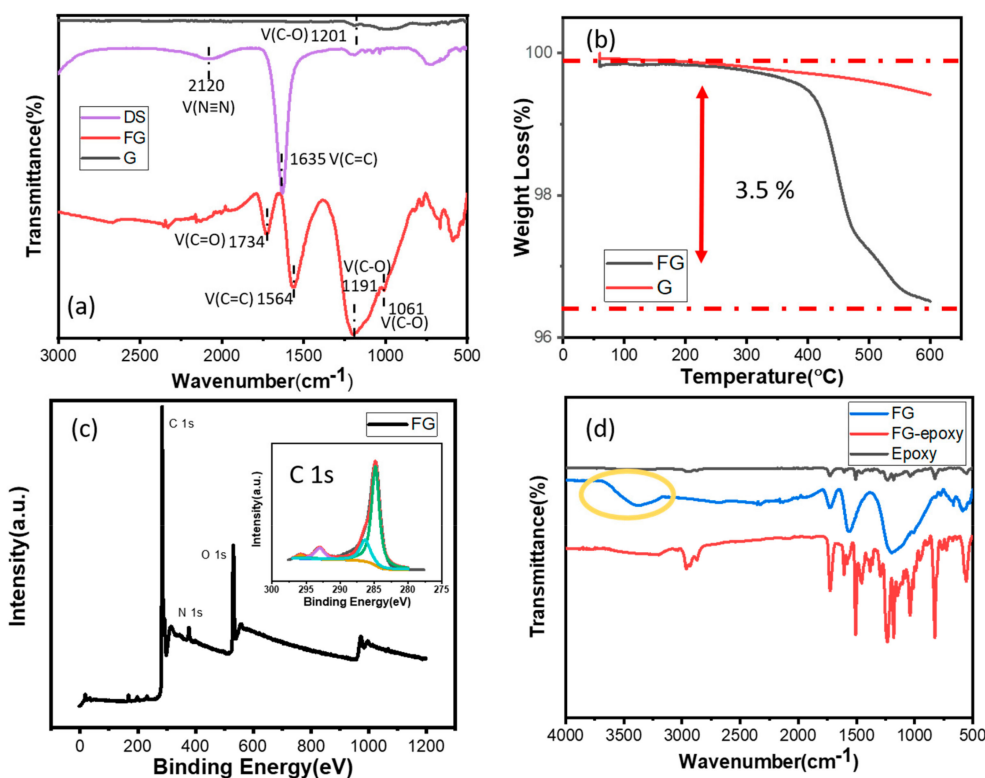 (a)
V(C-O) 1201
2120
V(N≡N)
DS
FG
G
1635 V(C=C)
V(C=O) 1734
V(C=C) 1564
V(C-O)
1191
1061
V(C-O)
Transmittance(%)
3000 2500 2000 1500 1000 500
Wavenumber(cm-1)
(b)
100
98
96
3.5 %
FG
G
Weight Loss(%)
0 100 200 300 400 500 600
Temperature(°C)
(c)
C 1s
N 1s
O 1s
FG
C 1s
Intensity(a.u.)
300 295 290 285 280 275
Binding Energy(eV)
Intensity(a.u.)
0 200 400 600 800 1000 1200
Binding Energy(eV)
(d)
FG
FG-epoxy
Epoxy
Transmittance(%)
4000 3500 3000 2500 2000 1500 1000 500
Wavenumber(cm-1)